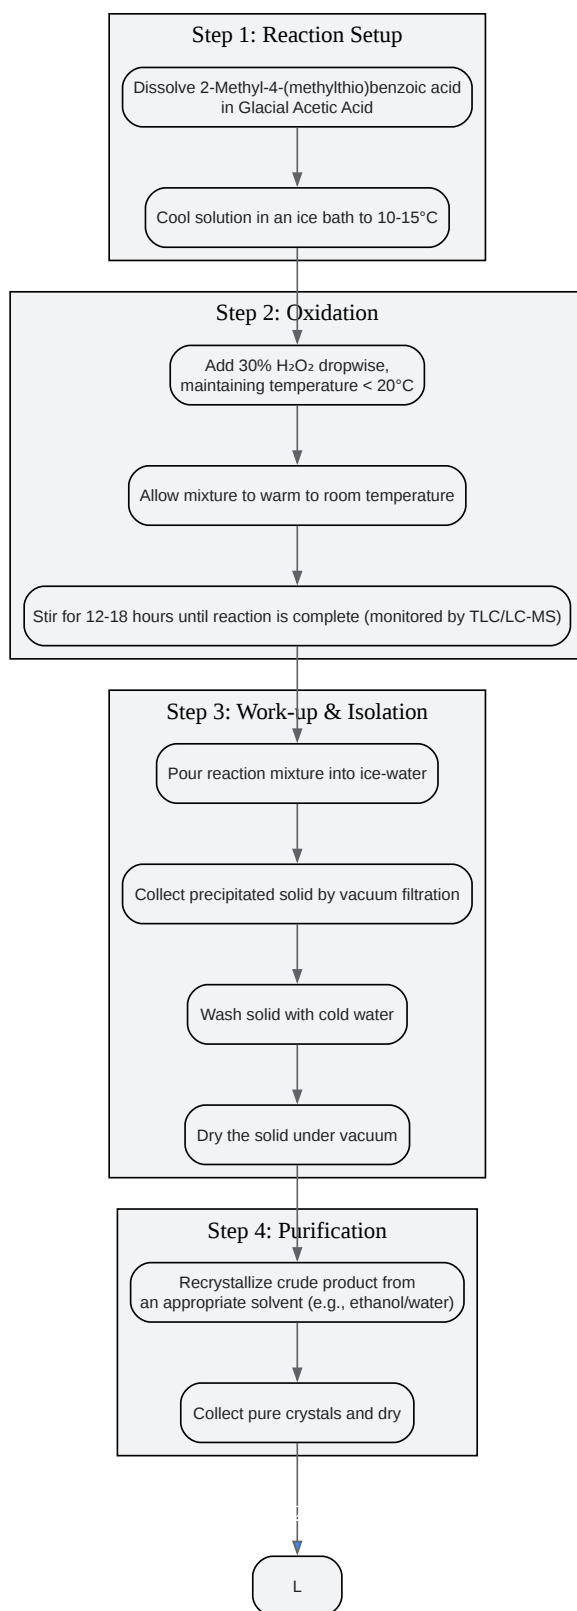 Step 1: Reaction Setup
Dissolve 2-Methyl-4-(methylthio)benzoic acid
in Glacial Acetic Acid
Cool solution in an ice bath to 10-15°C
Step 2: Oxidation
Add 30% H₂O₂ dropwise,
maintaining temperature < 20°C
Allow mixture to warm to room temperature
Stir for 12-18 hours until reaction is complete (monitored by TLC/LC-MS)
Step 3: Work-up & Isolation
Pour reaction mixture into ice-water
Collect precipitated solid by vacuum filtration
Wash solid with cold water
Dry the solid under vacuum
Step 4: Purification
Recrystallize crude product from
an appropriate solvent (e.g., ethanol/water)
Collect pure crystals and dry
L